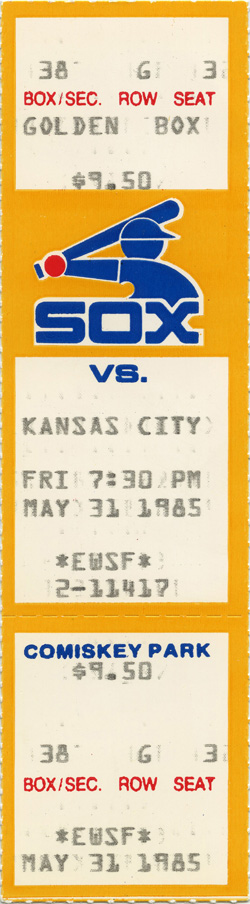 38 G 3
BOX/SEC. ROW SEAT
GOLDEN BOX
$9.50
SOX
VS.
KANSAS CITY
FRI 7:30 PM
MAY 31 1985
*EWSF*
2-11417
COMISKEY PARK
$9.50
38 G 3
BOX/SEC. ROW SEAT
*EWSF*
MAY 31 1985